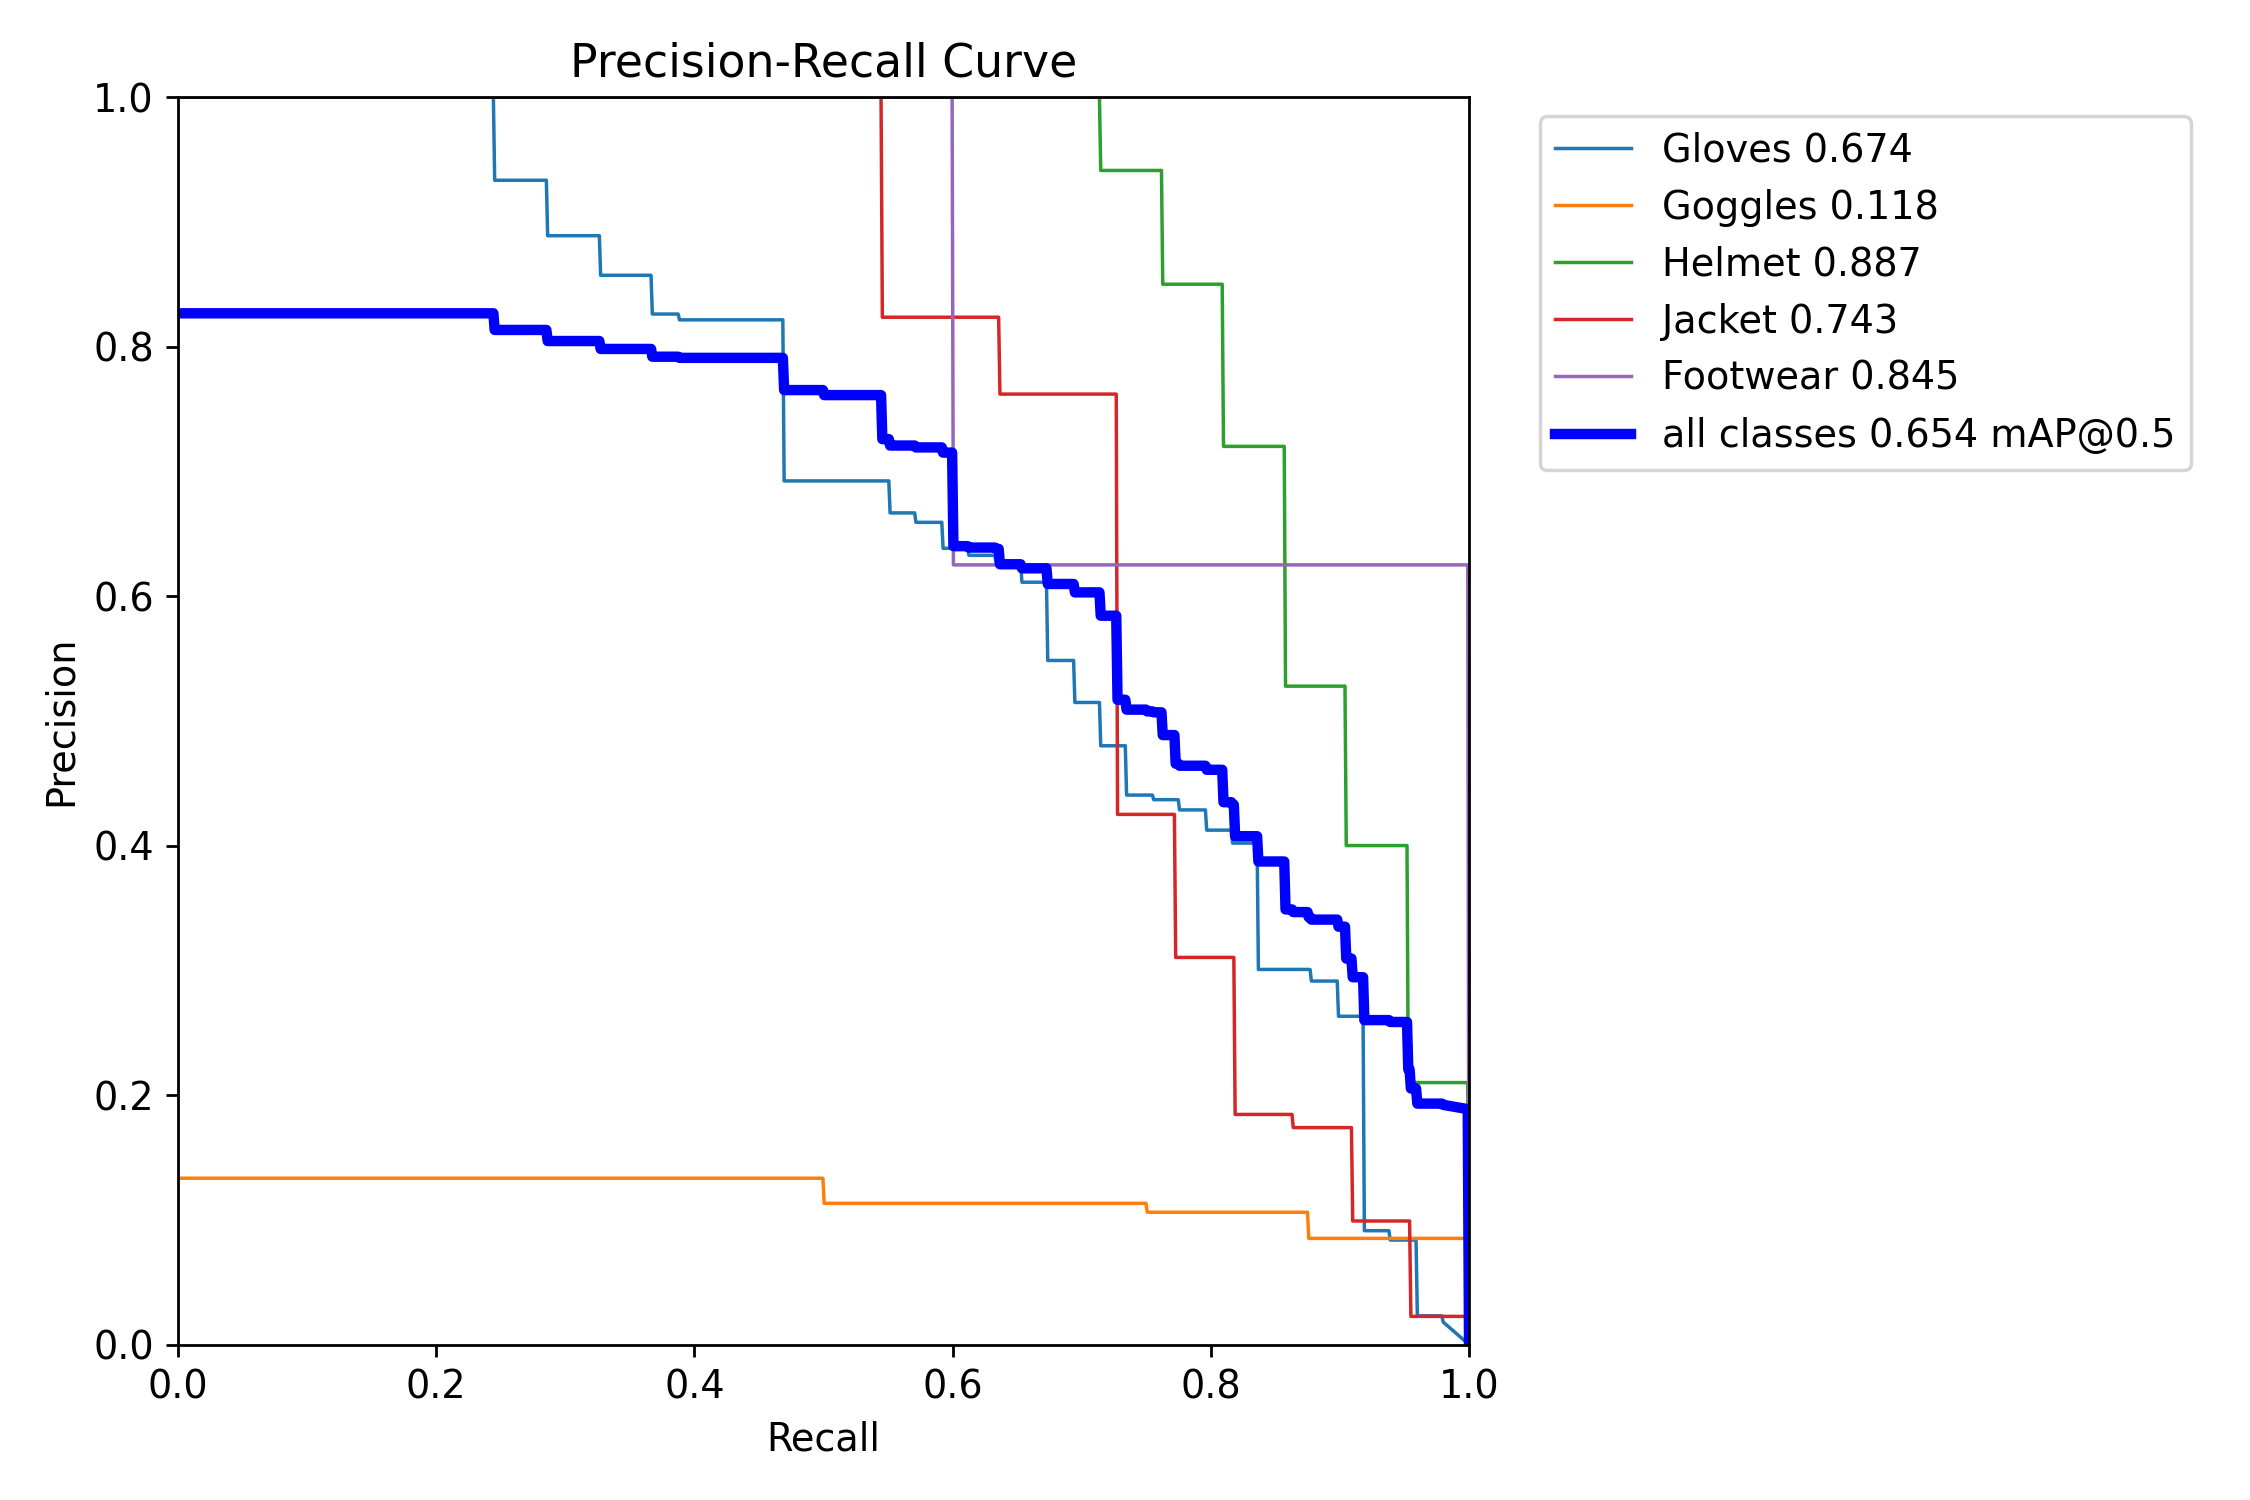 Precision-Recall Curve
1.0
0.8
0.6
0.4
0.2
0.0
Precision
0.0 0.2 0.4 0.6 0.8 1.0
Recall
Gloves 0.674
Goggles 0.118
Helmet 0.887
Jacket 0.743
Footwear 0.845
all classes 0.654 mAP@0.5